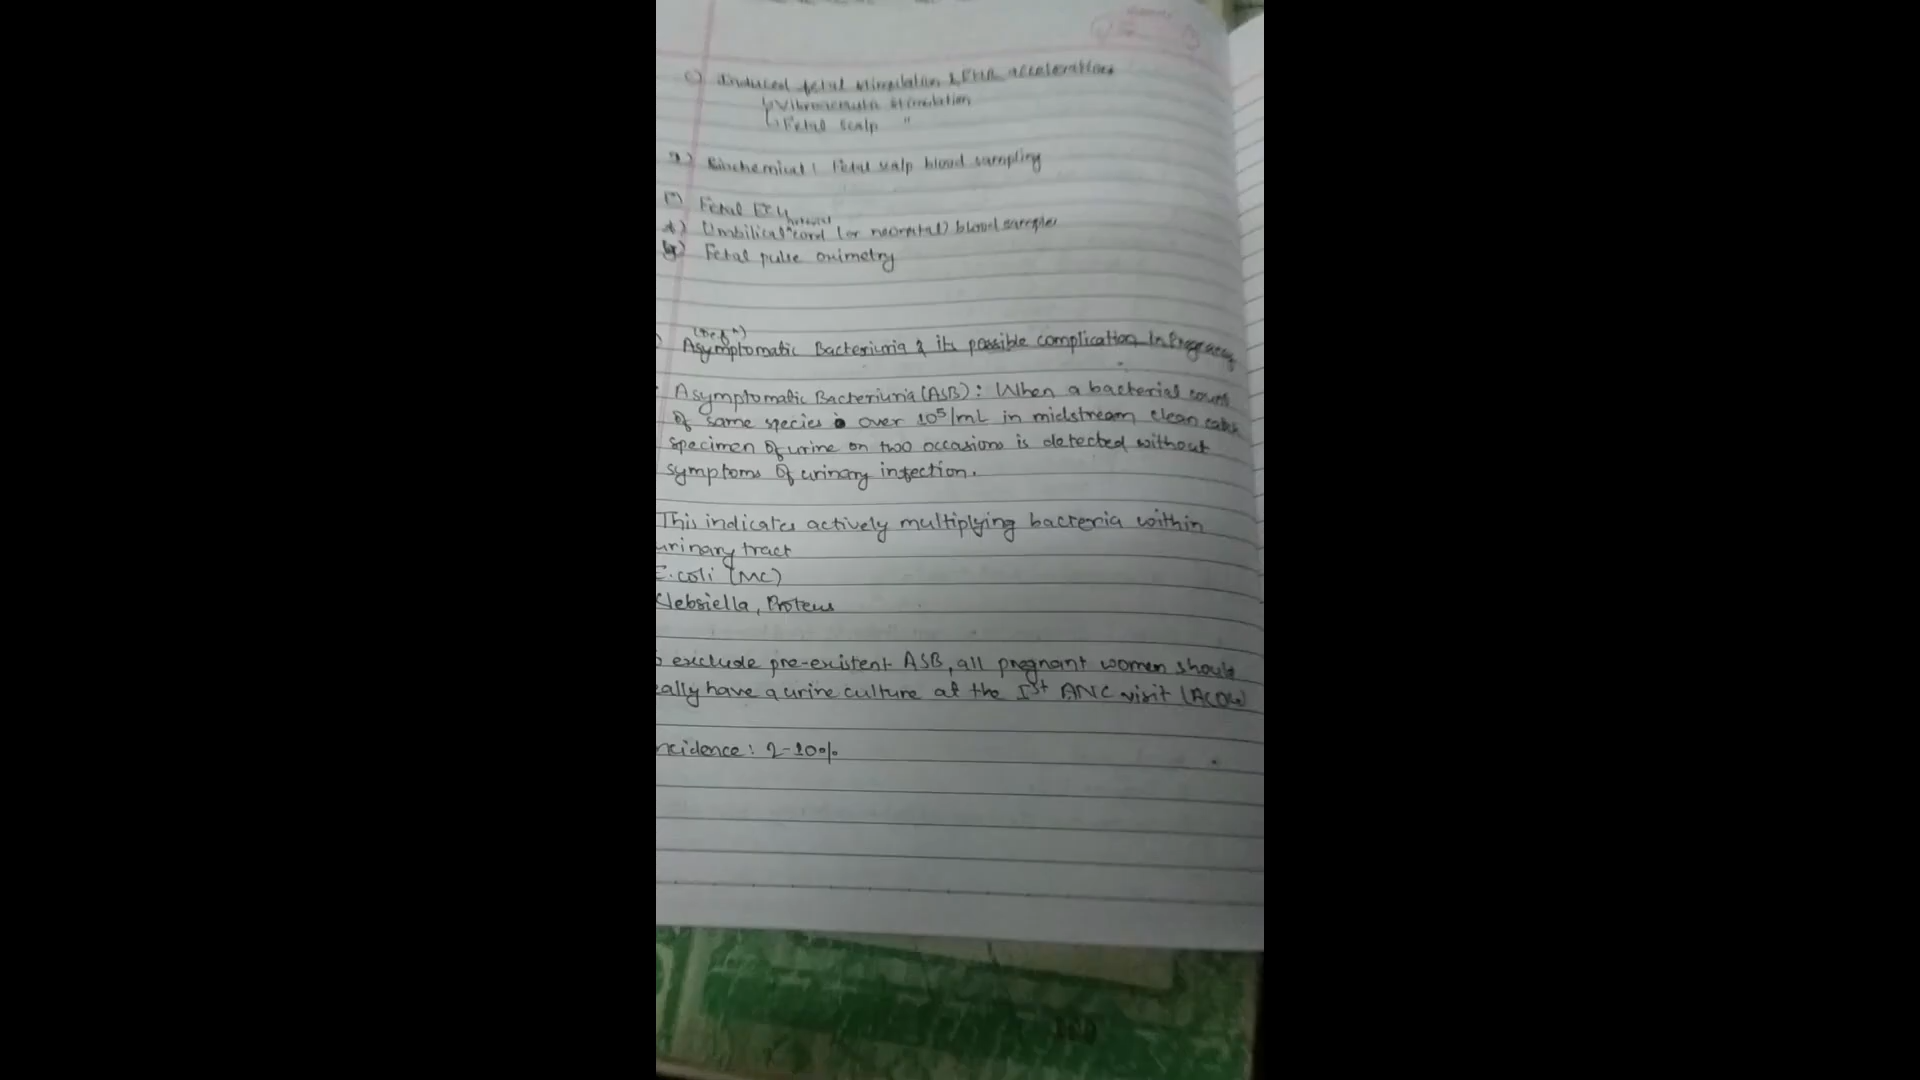 c) Induced fetal stimulation & FHR accelerations
↳ Vibroacoustic stimulation
↳ Fetal scalp "
Biochemical: Fetal scalp blood sampling
Fetal ECG
Umbilical cord (or neonatal) blood samples
Fetal pulse oximetry
(Defn)
Asymptomatic Bacteriuria & its possible complication In Pregnancy
Asymptomatic Bacteriuria (ASB): When a bacterial count
of same species over 10⁵/mL in midstream clean catch
specimen of urine on two occasions is detected without
symptoms of urinary infection.
This indicates actively multiplying bacteria within
urinary tract
E.coli (MC)
Klebsiella, Proteus
o exclude pre-existent ASB, all pregnant women should
eally have a urine culture at the Ist ANC visit (ACOG)
ncidence: 2-10%